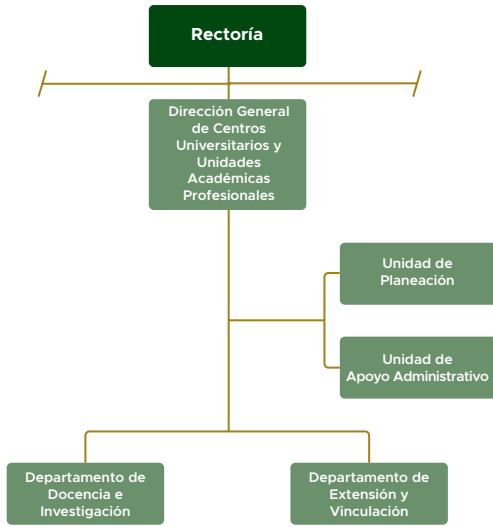 Rectoría
Dirección General
de Centros
Universitarios y
Unidades
Académicas
Profesionales
Unidad de
Planeación
Unidad de
Apoyo Administrativo
Departamento de
Docencia e
Investigación
Departamento de
Extensión y
Vinculación